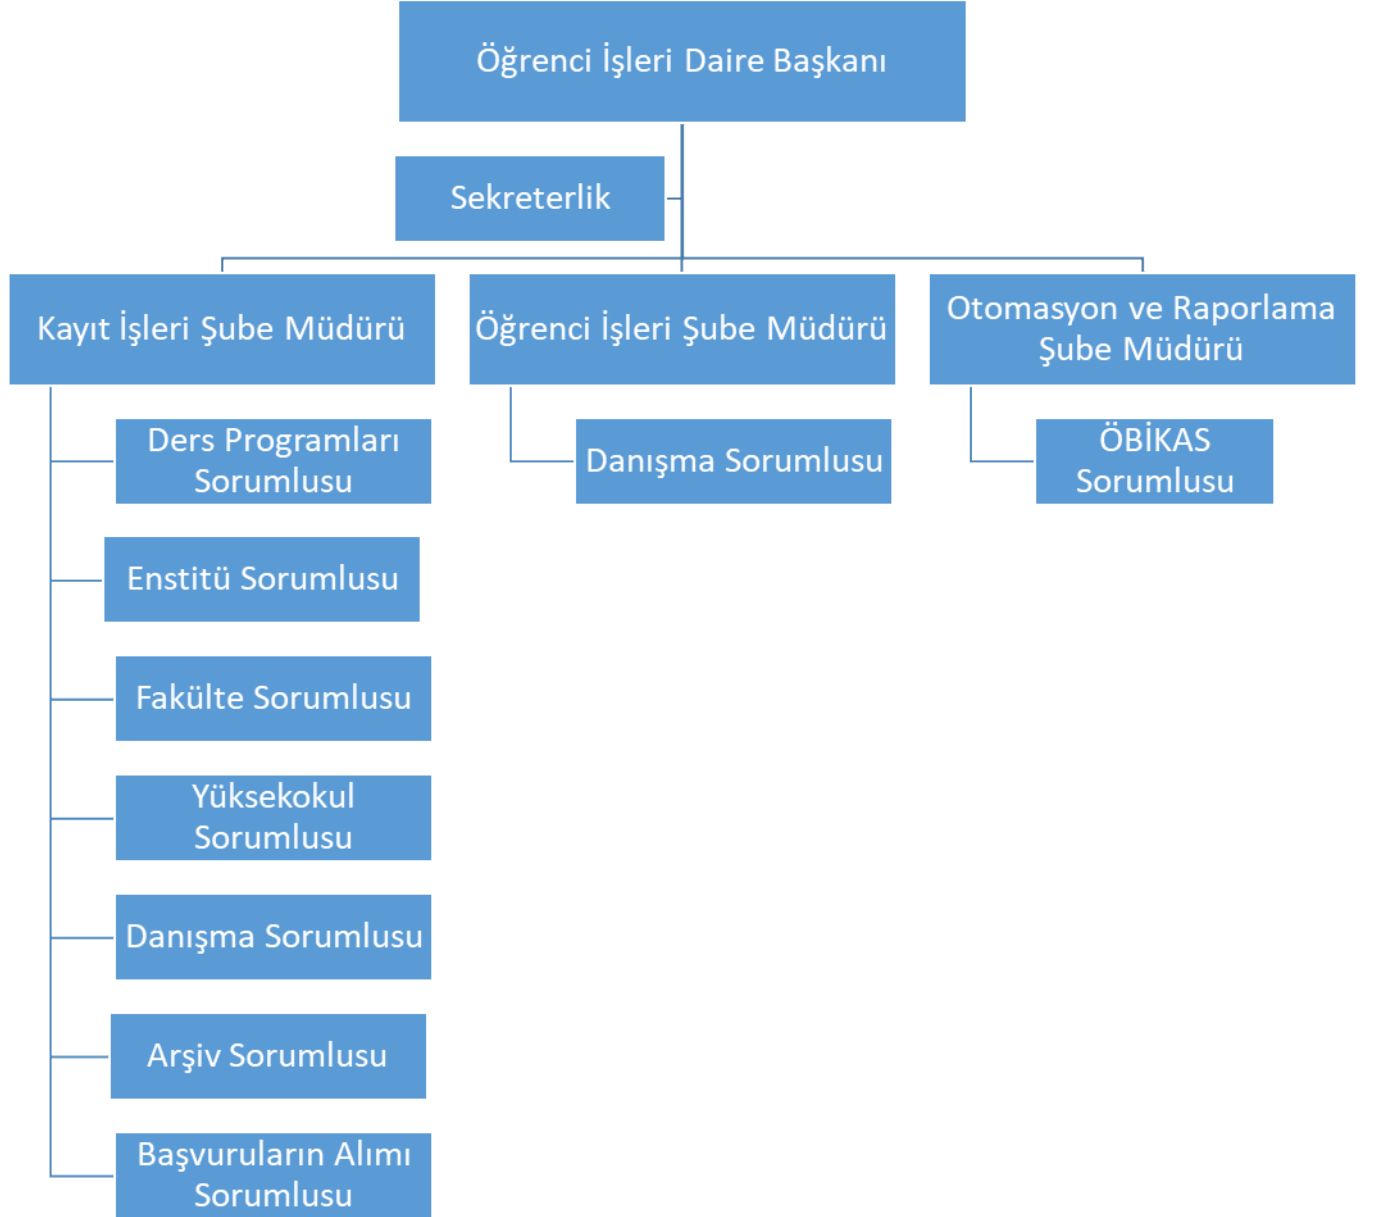 Öğrenci İşleri Daire Başkanı
Sekreterlik
Kayıt İşleri Şube Müdürü
Öğrenci İşleri Şube Müdürü
Otomasyon ve Raporlama
Şube Müdürü
Ders Programları
Sorumlusu
Enstitü Sorumlusu
Fakülte Sorumlusu
Yüksekokul
Sorumlusu
Danışma Sorumlusu
Arşiv Sorumlusu
Başvuruların Alımı
Sorumlusu
Danışma Sorumlusu
ÖBİKAS
Sorumlusu